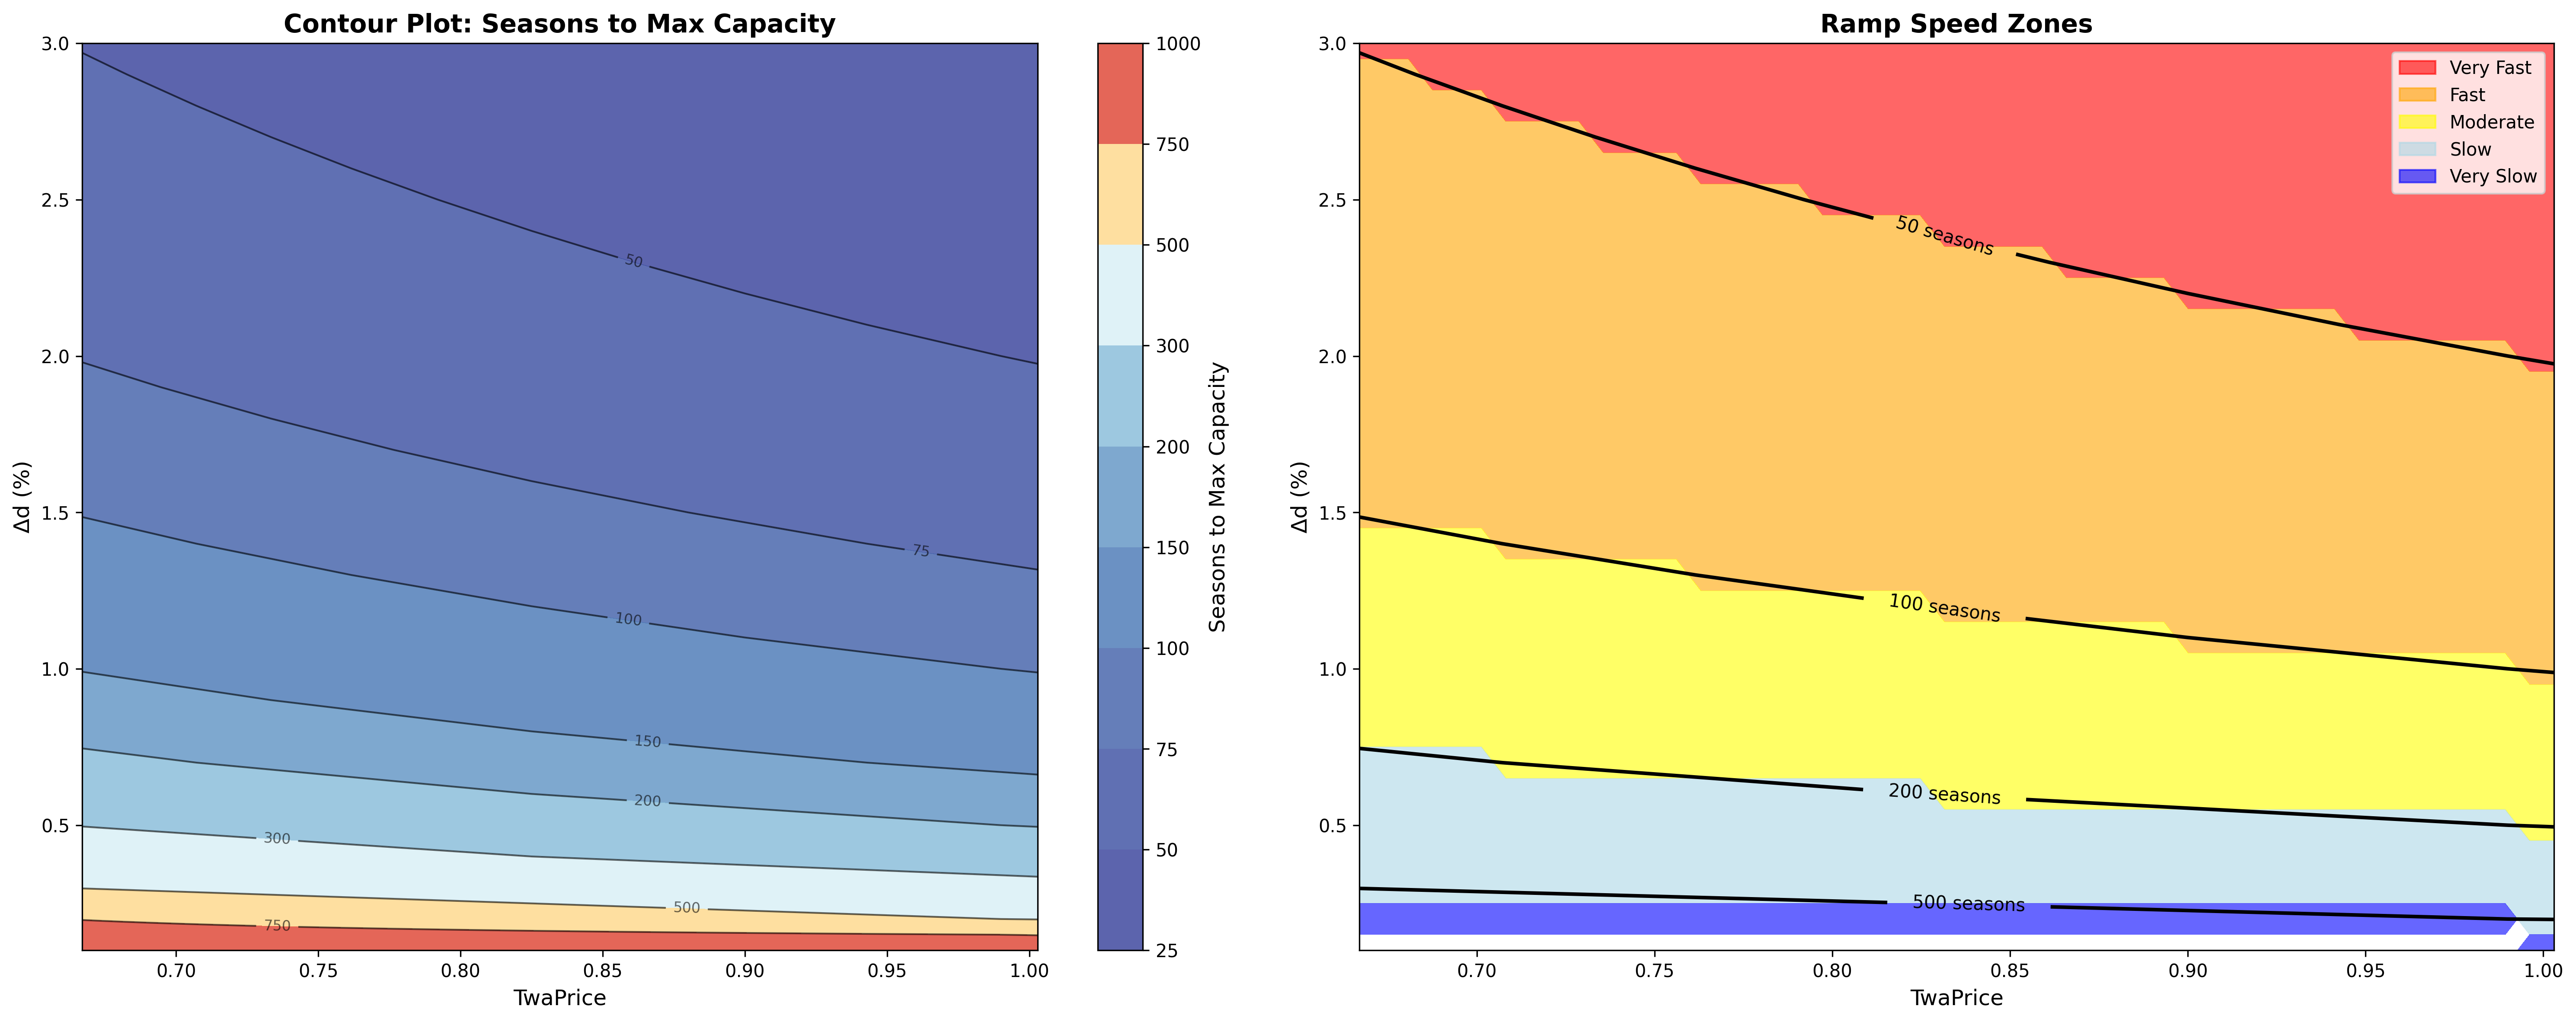 Contour Plot: Seasons to Max Capacity
3.0
2.5
2.0
1.5
1.0
0.5
Δd (%)
50
75
100
150
200
300
500
750
0.70
0.75
0.80
0.85
0.90
0.95
1.00
TwaPrice
1000
750
500
300
200
150
100
75
50
25
Seasons to Max Capacity
Ramp Speed Zones
3.0
2.5
2.0
1.5
1.0
0.5
Δd (%)
Very Fast
Fast
Moderate
Slow
Very Slow
50 seasons
100 seasons
200 seasons
500 seasons
0.70
0.75
0.80
0.85
0.90
0.95
1.00
TwaPrice